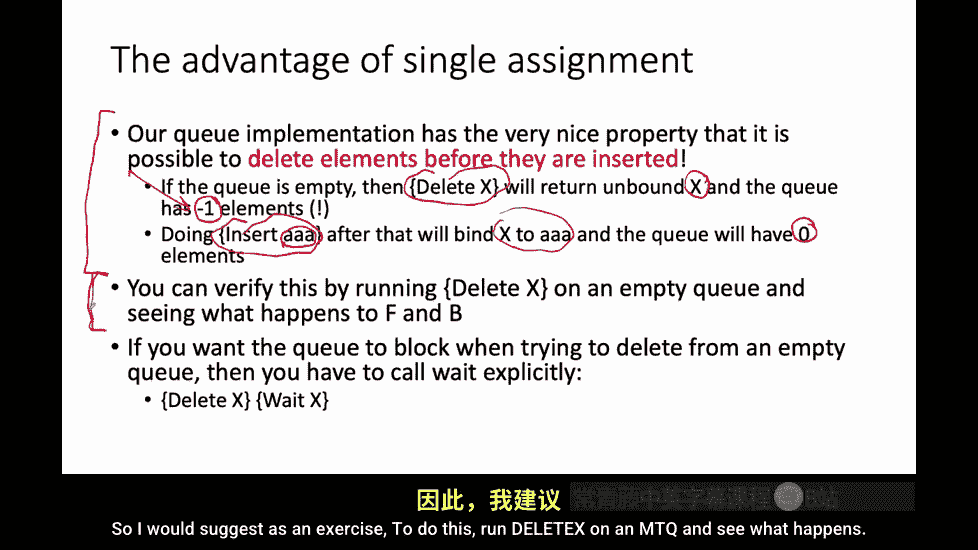 The advantage of single assignment
• Our queue implementation has the very nice property that it is
possible to delete elements before they are inserted!
• If the queue is empty, then {Delete X} will return unbound X and the queue
has -1 elements (!)
• Doing {Insert aaa} after that will bind X to aaa and the queue will have 0
elements
• You can verify this by running {Delete X} on an empty queue and
seeing what happens to F and B
• If you want the queue to block when trying to delete from an empty
queue, then you have to call wait explicitly:
• {Delete X} {Wait X}
因此，我建议
So I would suggest as an exercise, To do this, run DELETEX on an MTQ and see what happens.